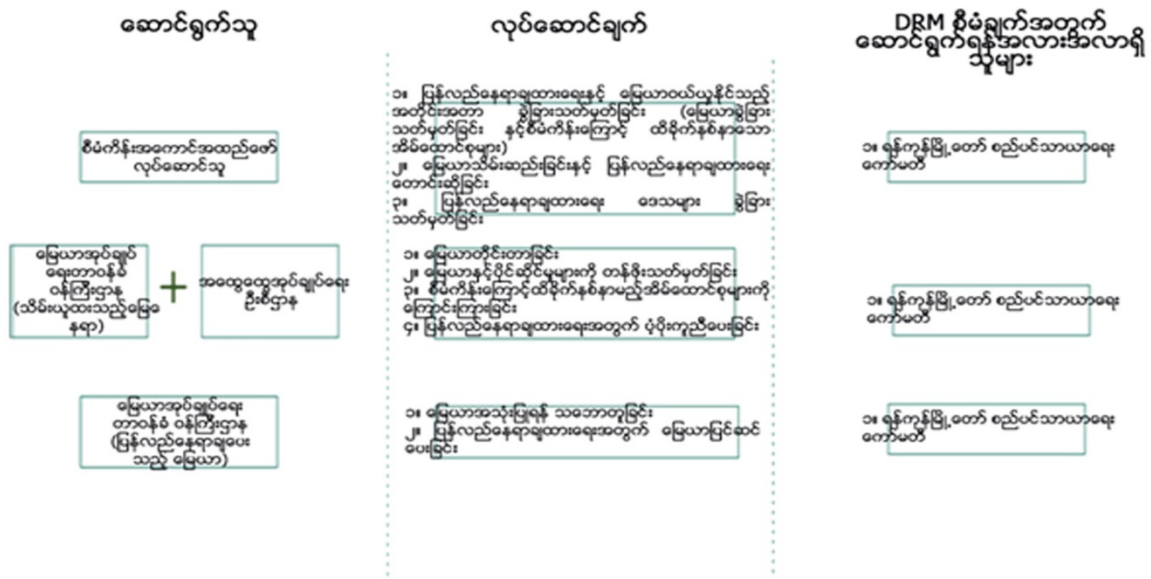 ဆောင်ရွက်သူ
လုပ်ဆောင်ချက်
DRM စီမံချက်အတွက်
ဆောင်ရွက်ရန်အလားအလာရှိ
သူများ
စီမံကိန်းအကောင်အထည်ဖော်
လုပ်ဆောင်သူ
၁။ ပြန်လည်နေရာချထားရေးနှင့် မြေယာဝယ်ယူနိုင်သည့်
အတိုင်းအတာ ခွဲခြားသတ်မှတ်ခြင်း (မြေယာခွဲခြား
သတ်မှတ်ခြင်း နှင့်စီမံကိန်းကြောင့် ထိခိုက်နစ်နာသော
အိမ်ထောင်စုများ)
၂။ မြေယာသိမ်းဆည်းခြင်းနှင့် ပြန်လည်နေရာချထားရေး
တောင်းဆိုခြင်း
၃။ ပြန်လည်နေရာချထားရေး ဒေသများ ခွဲခြား
သတ်မှတ်ခြင်း
၁။ ရန်ကုန်မြို့တော် စည်ပင်သာယာရေး
ကော်မတီ
မြေယာအုပ်ချုပ်
ရေးတာဝန်ခံ
ဝန်ကြီးဌာန
(သိမ်းယူထားသည့်မြေ
နေရာ)
+
အထွေထွေအုပ်ချုပ်ရေး
ဦးစီဌာန
၁။ မြေယာတိုင်းတာခြင်း
၂။ မြေယာနှင့်ပိုင်ဆိုင်မှုများကို တန်ဖိုးသတ်မှတ်ခြင်း
၃။ စီမံကိန်းကြောင့်ထိခိုက်နစ်နာမည့်အိမ်ထောင်စုများကို
ကြောင်းကြားခြင်း
၄။ ပြန်လည်နေရာချထားရေးအတွက် ပံ့ပိုးကူညီပေးခြင်း
၁။ ရန်ကုန်မြို့တော် စည်ပင်သာယာရေး
ကော်မတီ
မြေယာအုပ်ချုပ်ရေး
တာဝန်ခံ ဝန်ကြီးဌာန
(ပြန်လည်နေရာချပေး
သည့် မြေယာ)
၁။ မြေယာအသုံးပြုရန် သဘောတူခြင်း
၂။ ပြန်လည်နေရာချထားရေးအတွက် မြေယာပြင်ဆင်
ပေးခြင်း
၁။ ရန်ကုန်မြို့တော် စည်ပင်သာယာရေး
ကော်မတီ